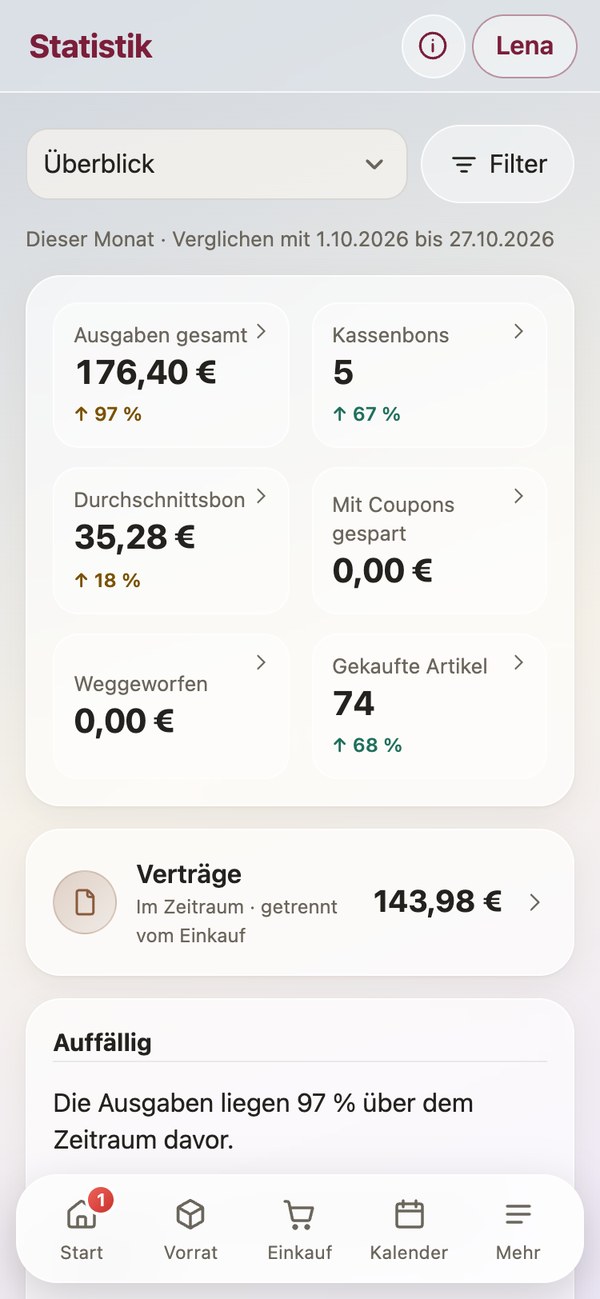 Statistik
Lena
Überblick
Filter
Dieser Monat · Verglichen mit 1.10.2026 bis 27.10.2026
Ausgaben gesamt
176,40 €
↑ 97 %
Kassenbons
5
↑ 67 %
Durchschnittsbon
35,28 €
↑ 18 %
Mit Coupons
gespart
0,00 €
Weggeworfen
0,00 €
Gekaufte Artikel
74
↑ 68 %
Verträge
Im Zeitraum · getrennt
vom Einkauf
143,98 €
Auffällig
Die Ausgaben liegen 97 % über dem
Zeitraum davor.
1
Start
Vorrat
Einkauf
Kalender
Mehr